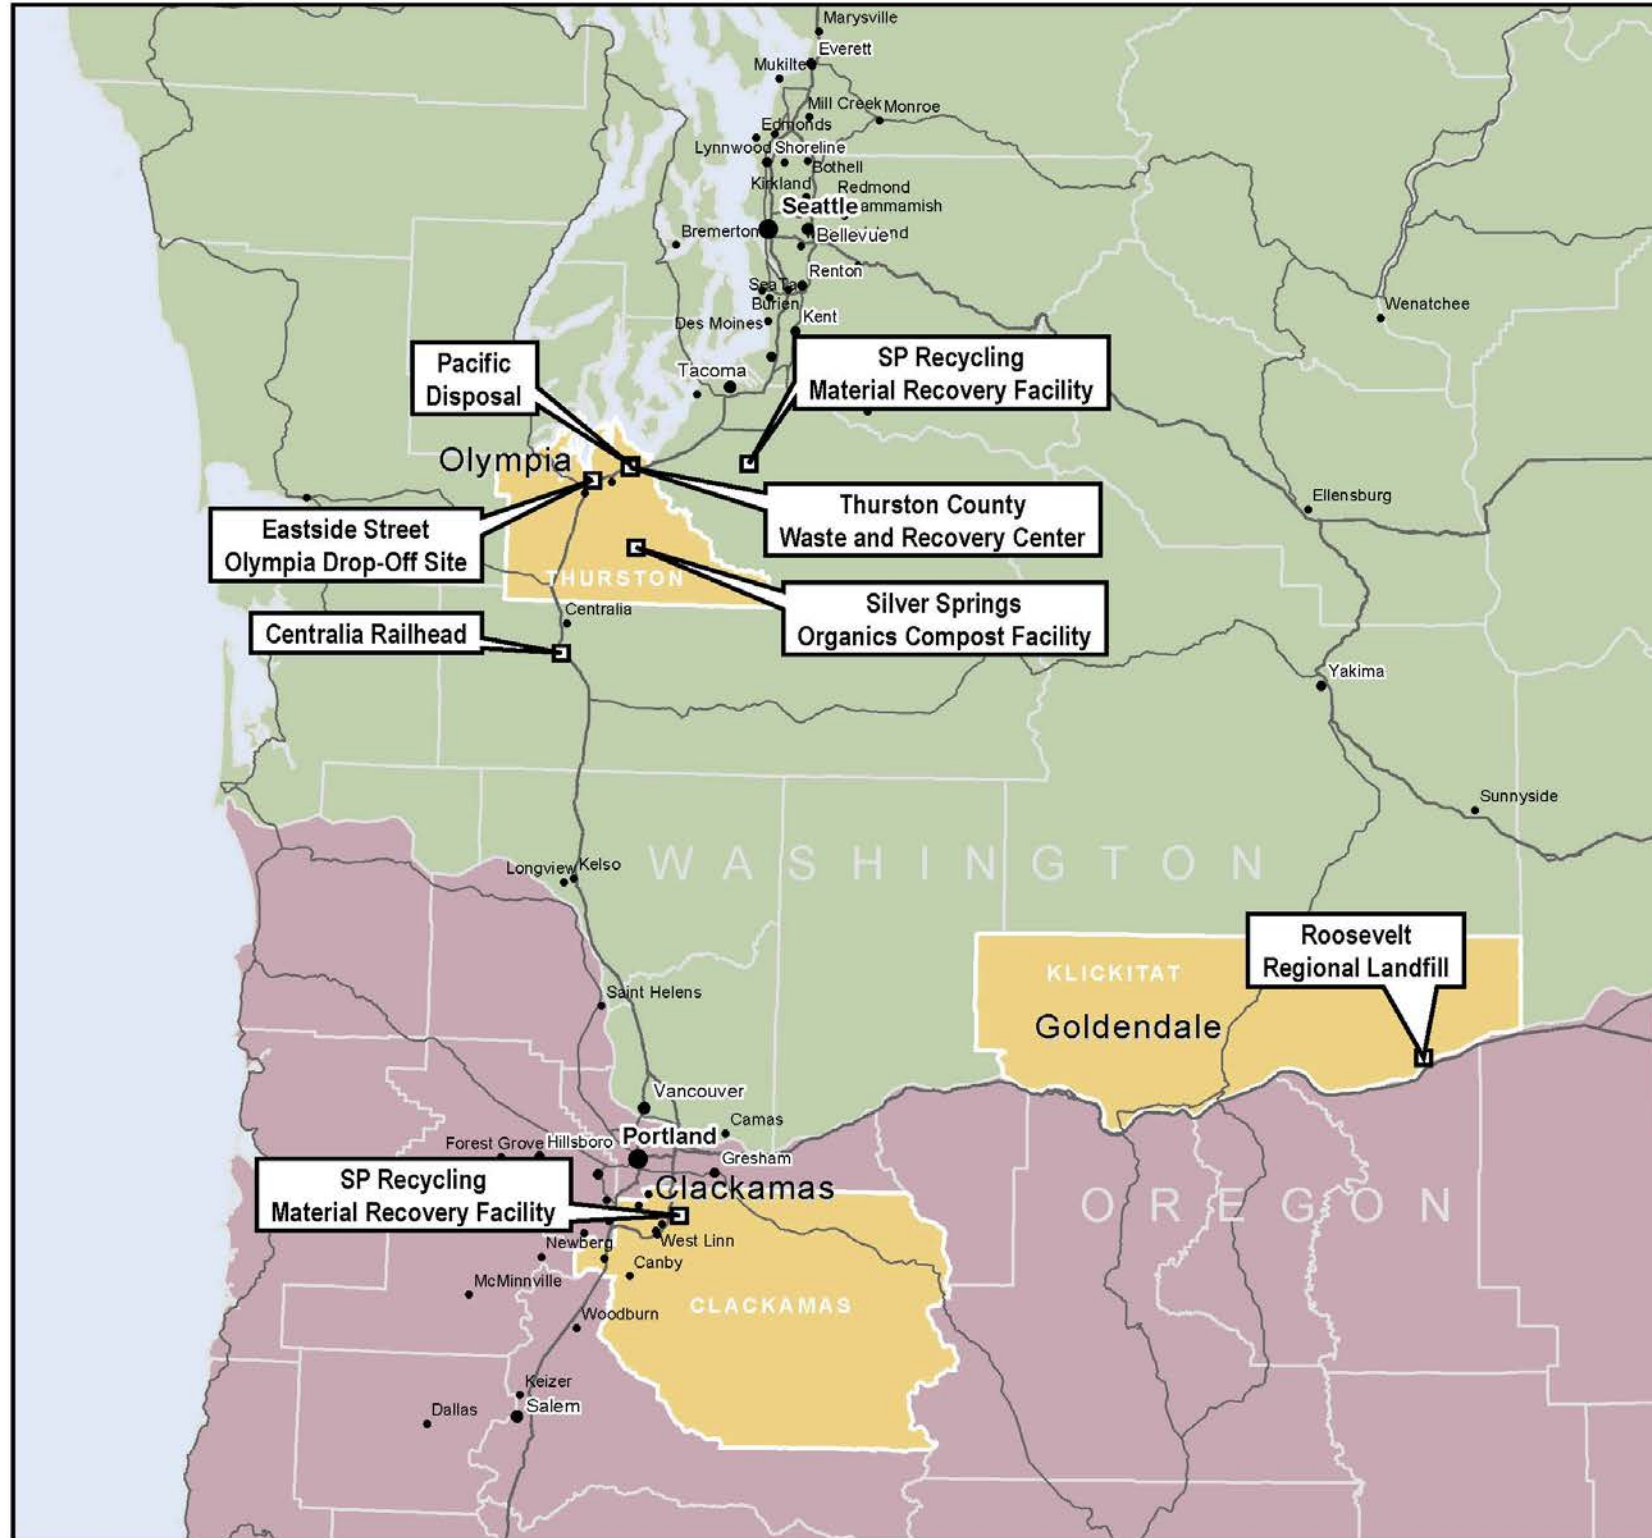 Marysville
Everett
Mukilte
Mill Creek
Monroe
Edmonds
Lynnwood
Shoreline
Bothell
Kirkland
Redmond
Seattle
ammamish
Bremerton
Bellevue
nd
Renton
SeaTa
Burien
Wenatchee
Des Moines
Kent
Pacific
Disposal
SP Recycling
Material Recovery Facility
Tacoma
Olympia
Eastside Street
Olympia Drop-Off Site
Thurston County
Waste and Recovery Center
Ellensburg
THURSTON
Silver Springs
Organics Compost Facility
Centralia
Centralia Railhead
Yakima
Sunnyside
WASHINGTON
Longview
Kelso
Roosevelt
Regional Landfill
KLICKITAT
Goldendale
Saint Helens
Vancouver
Camas
Portland
Forest Grove
Hillsboro
Gresham
Clackamas
SP Recycling
Material Recovery Facility
OREGON
West Linn
Newberg
Canby
McMinnville
CLACKAMAS
Woodburn
Keizer
Salem
Dallas